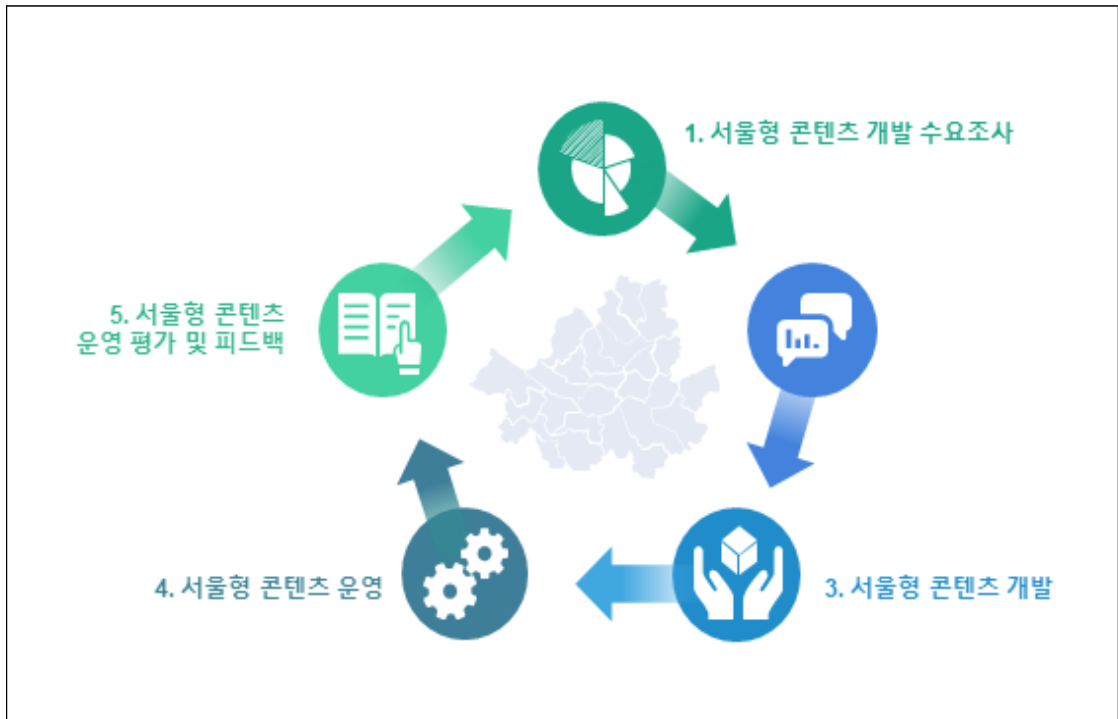 1. 서울형 콘텐츠 개발 수요조사
3. 서울형 콘텐츠 개발
4. 서울형 콘텐츠 운영
5. 서울형 콘텐츠
운영 평가 및 피드백